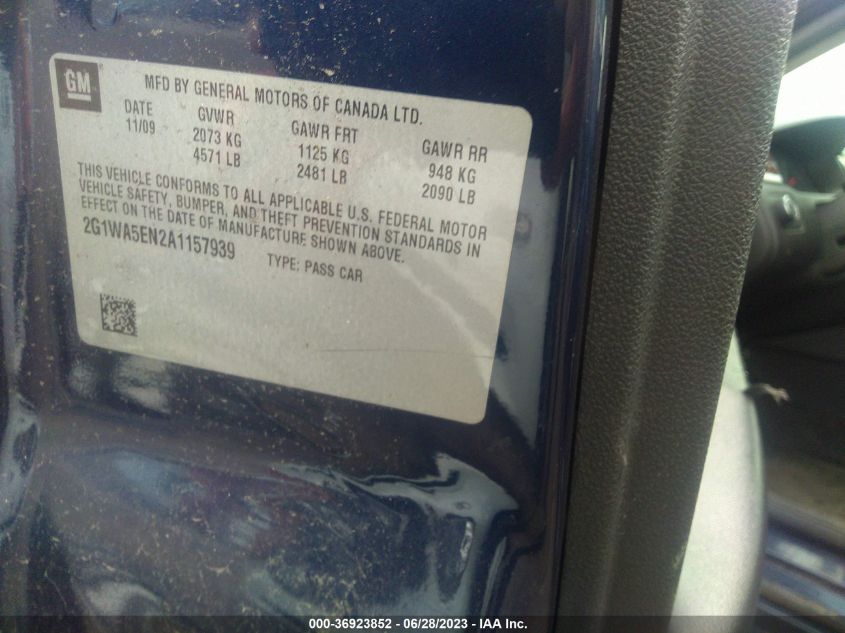 GM
MFD BY GENERAL MOTORS OF CANADA LTD.
DATE GVWR GAWR FRT GAWR RR
11/09 2073 KG 1125 KG 948 KG
4571 LB 2481 LB 2090 LB
THIS VEHICLE CONFORMS TO ALL APPLICABLE U.S. FEDERAL MOTOR
VEHICLE SAFETY, BUMPER, AND THEFT PREVENTION STANDARDS IN
EFFECT ON THE DATE OF MANUFACTURE SHOWN ABOVE.
2G1WA5EN2A1157939 TYPE: PASS CAR
000-36923852 - 06/28/2023 - IAA Inc.